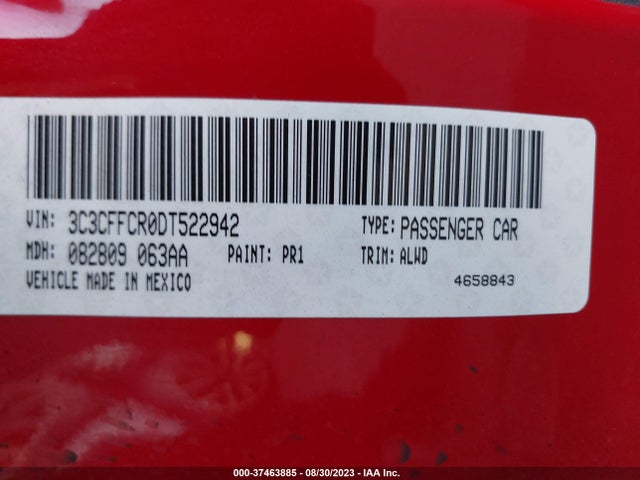 VIN: 3C3CFFCR0DT522942 TYPE: PASSENGER CAR
MDH: 082809 063AA PAINT: PR1 TRIM: ALWD
VEHICLE MADE IN MEXICO 4658843
000-37463885 - 08/30/2023 - IAA Inc.